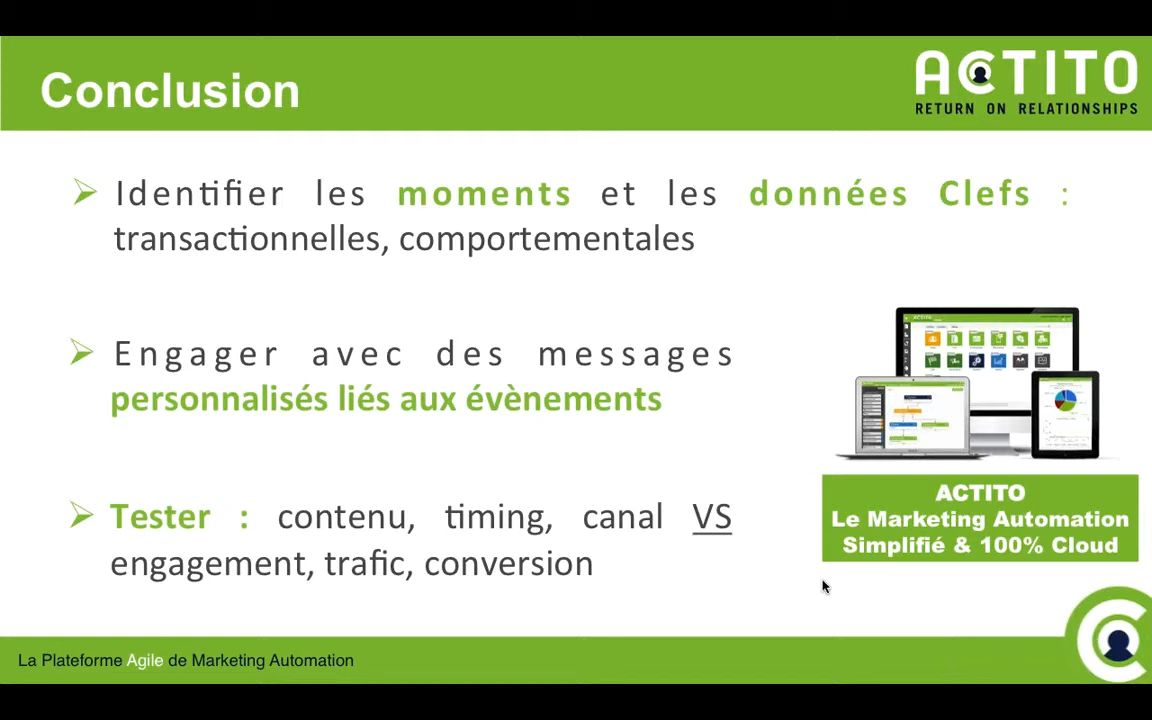 Conclusion
ACTITO
RETURN ON RELATIONSHIPS
Identifier les moments et les données Clefs :
transactionnelles, comportementales
Engager avec des messages
personnalisés liés aux évènements
Tester : contenu, timing, canal VS
engagement, trafic, conversion
ACTITO
ACTITO
Le Marketing Automation
Simplifié & 100% Cloud
La Plateforme Agile de Marketing Automation